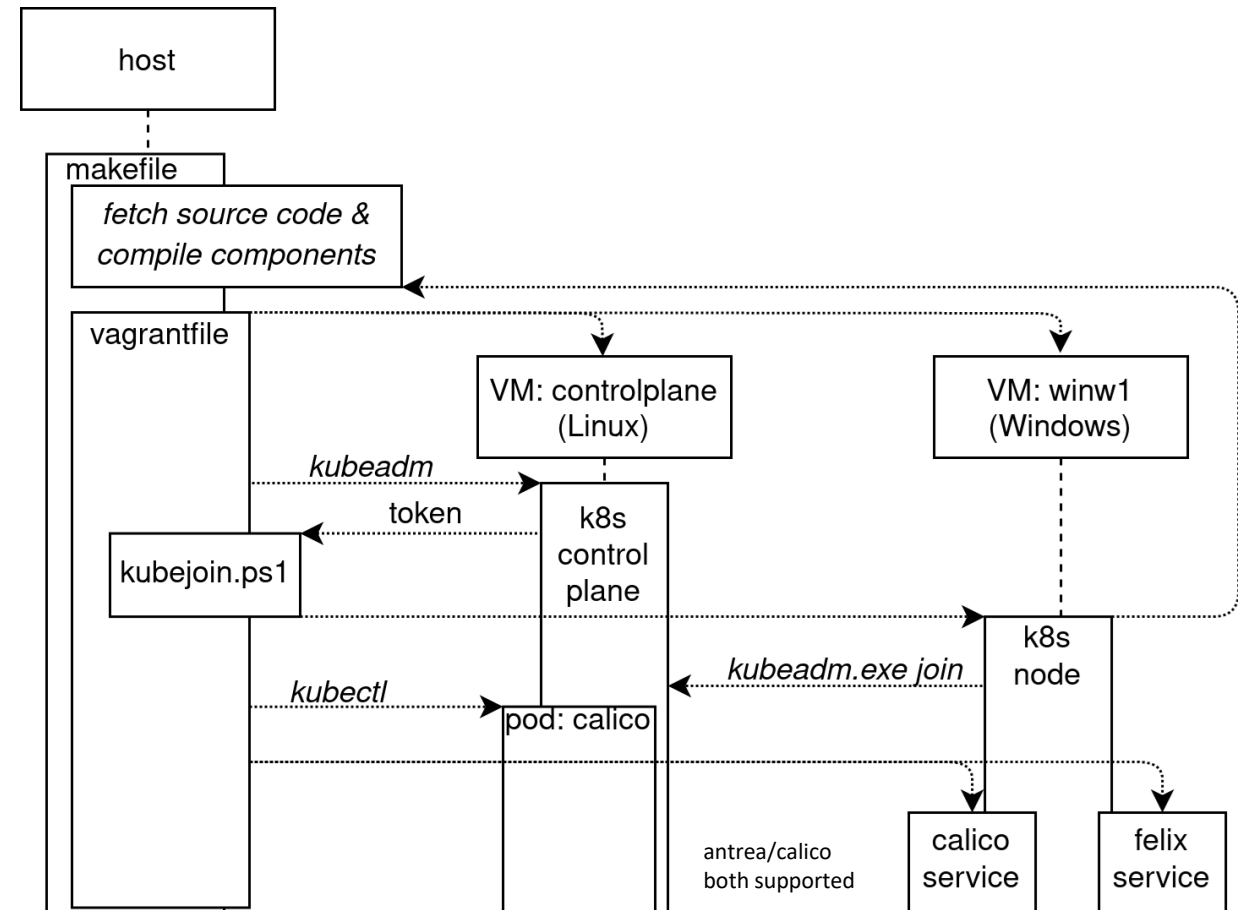 host
makefile
fetch source code &
compile components
vagrantfile
VM: controlplane
(Linux)
VM: winw1
(Windows)
kubeadm
token
k8s
control
plane
kubejoin.ps1
k8s
node
kubeadm.exe join
kubectl
pod: calico
antrea/calico
both supported
calico
service
felix
service